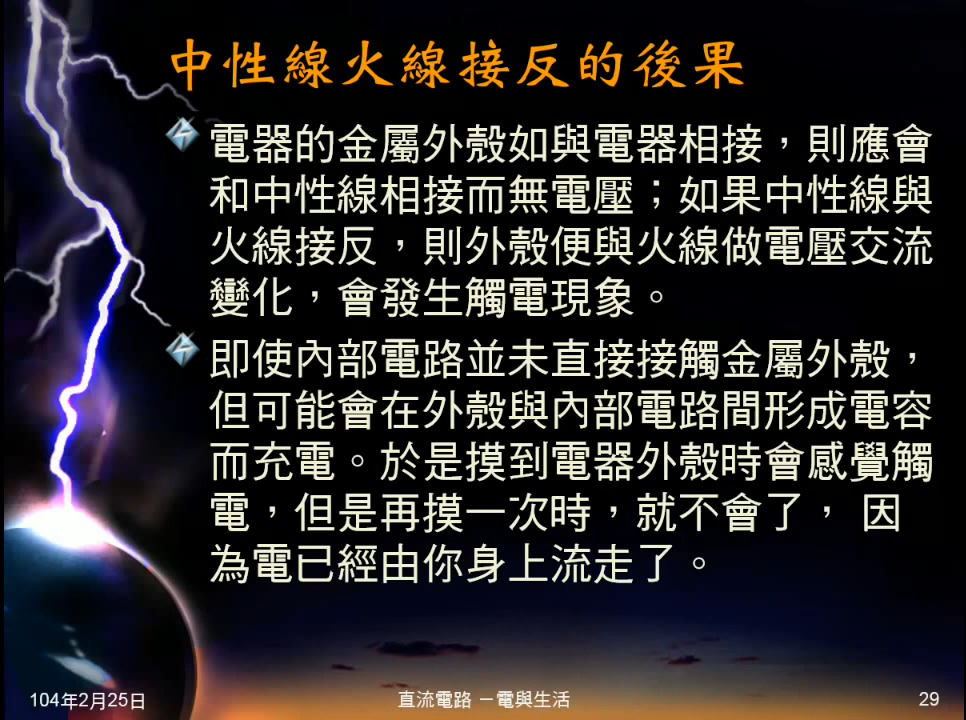 中性線火線接反的後果
電器的金屬外殼如與電器相接，則應會
和中性線相接而無電壓；如果中性線與
火線接反，則外殼便與火線做電壓交流
變化，會發生觸電現象。
即使內部電路並未直接接觸金屬外殼，
但可能會在外殼與內部電路間形成電容
而充電。於是摸到電器外殼時會感覺觸
電，但是再摸一次時，就不會了， 因
為電已經由你身上流走了。
104年2月25日
直流電路 －電與生活
29